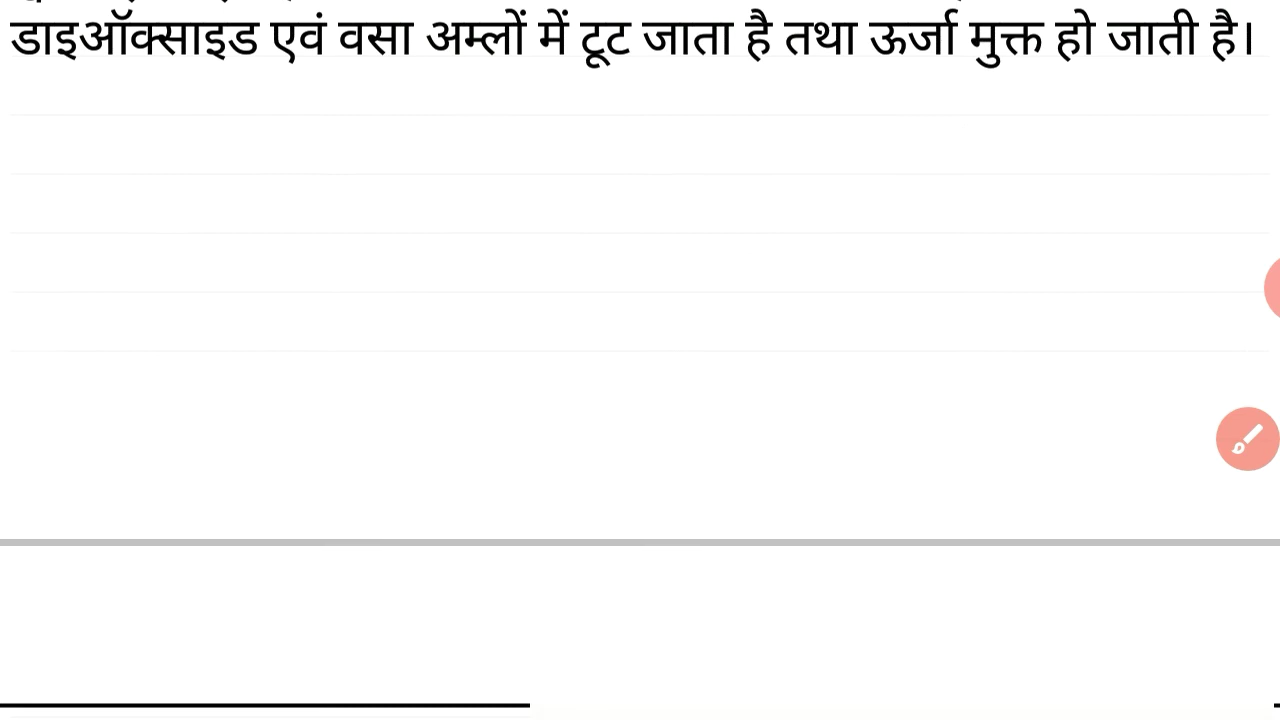 डाइऑक्साइड एवं वसा अम्लों में टूट जाता है तथा ऊर्जा मुक्त हो जाती है।